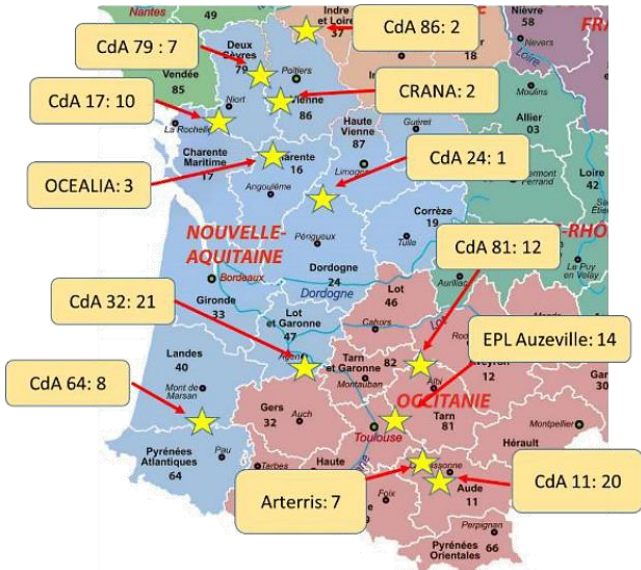 Nantes
49
Indre
et Loire
37
Nièvre
58
Nevers
Loire
FRA
CdA 86: 2
CdA 79 : 7
Deux
Sèvres
79
Poitiers
18
Moulins
Vendée
85
CRANA: 2
CdA 17: 10
Niort
Vienne
86
La Rochelle
Haute
Vienne
87
Guéret
Allier
03
Charente
Maritime
17
OCEALIA: 3
16
Limoges
CdA 24: 1
Clermont
Ferrand
Loire
42
Angoulême
Corrèze
19
Tulle
NOUVELLE-
AQUITAINE
Périgueux
CdA 81: 12
Bordeaux
Dordogne
24
Dordogne
Aurillac
Le Puy
en Velay
Gironde
33
Lot
46
CdA 32: 21
Lot
et Garonne
47
Cahors
Lot
EPL Auzeville: 14
Landes
40
Agen
Tarn
et Garonne
82
Montauban
Albi
12
CdA 64: 8
Mont de
Marsan
OCCITANIE
Gers
32
Auch
Tarn
81
Montpellier
Toulouse
Hérault
Pyrénées
Atlantiques
64
Pau
Tarbes
Haute
Arterris: 7
Foix
Aude
11
CdA 11: 20
Perpignan
Pyrénées
Orientales
66